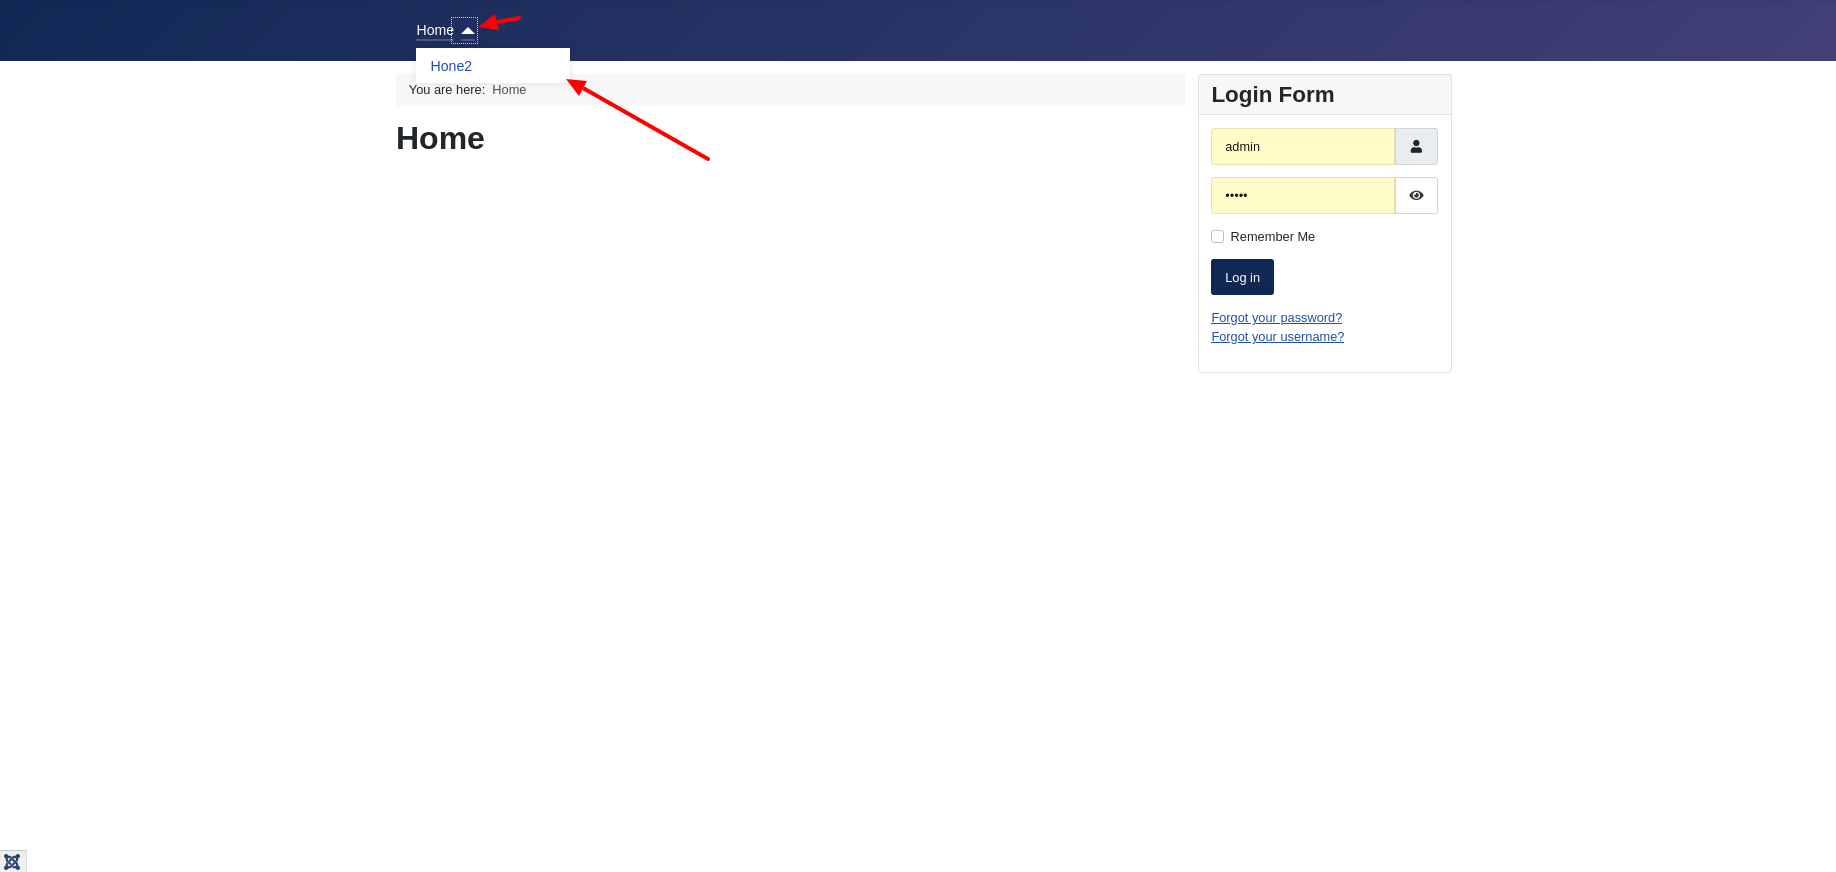 Home
Hone2
You are here: Home
Home
Login Form
admin
•••••
Remember Me
Log in
Forgot your password?
Forgot your username?